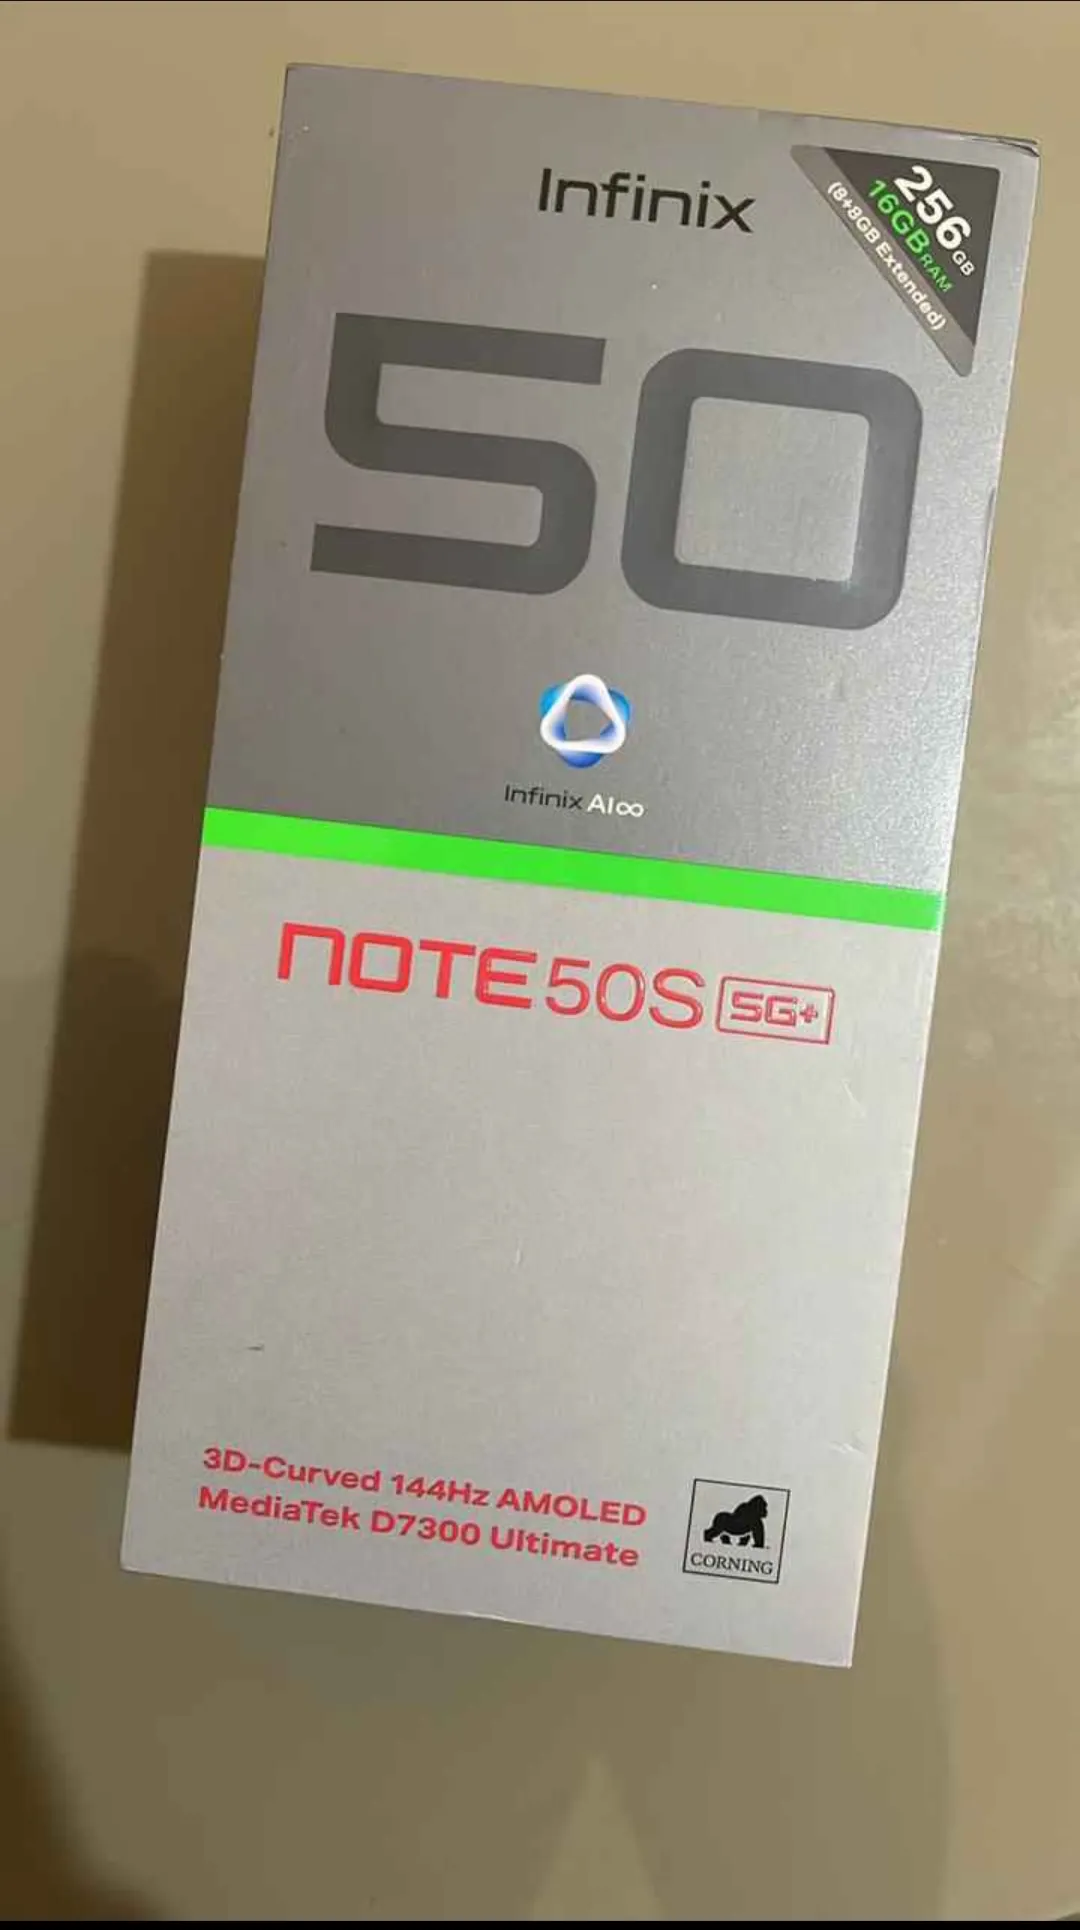 Infinix
256GB
16GB RAM
(8+8GB Extended)
50
Infinix AI∞
NOTE 50S 5G+
3D-Curved 144Hz AMOLED
MediaTek D7300 Ultimate
CORNING